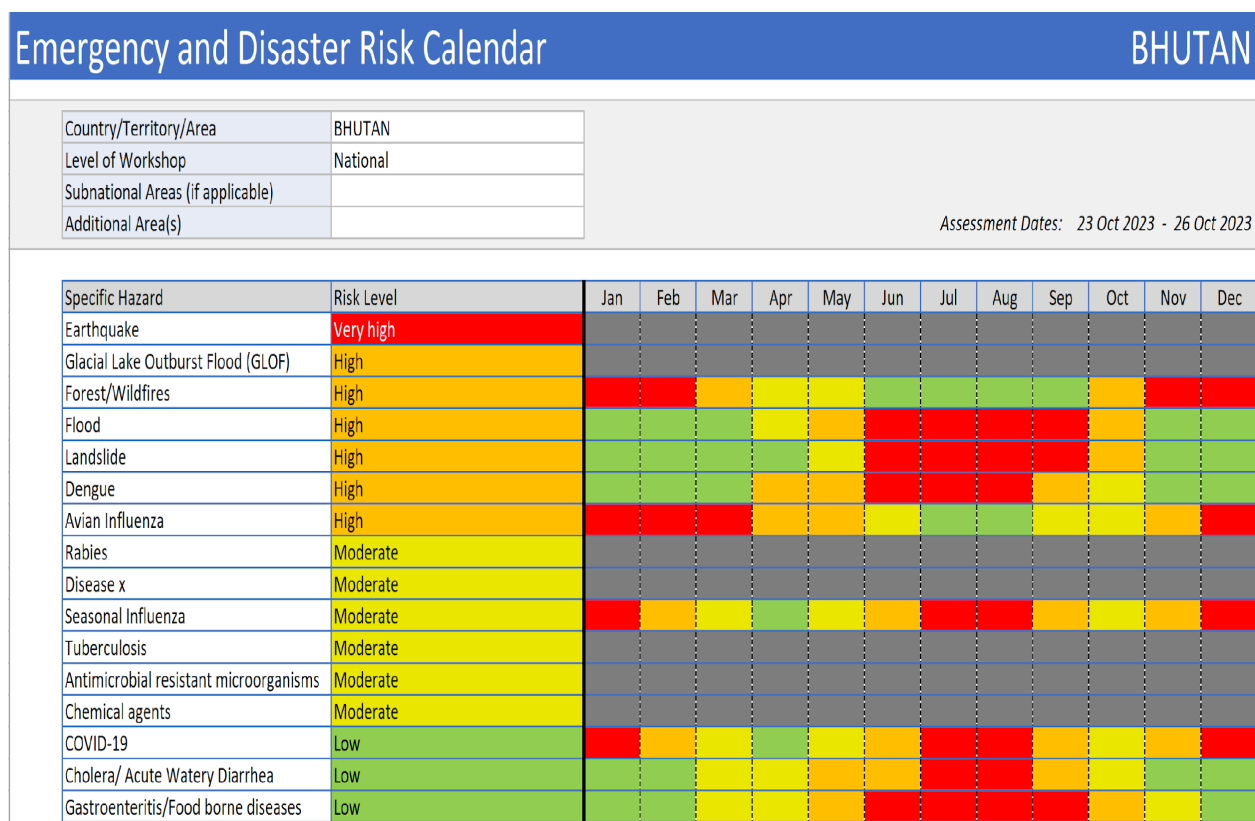 Emergency and Disaster Risk Calendar BHUTAN
Country/Territory/Area BHUTAN
Level of Workshop National
Subnational Areas (if applicable)
Additional Area(s)
Assessment Dates: 23 Oct 2023 - 26 Oct 2023
Specific Hazard Risk Level Jan Feb Mar Apr May Jun Jul Aug Sep Oct Nov Dec
Earthquake Very high
Glacial Lake Outburst Flood (GLOF) High
Forest/Wildfires High
Flood High
Landslide High
Dengue High
Avian Influenza High
Rabies Moderate
Disease x Moderate
Seasonal Influenza Moderate
Tuberculosis Moderate
Antimicrobial resistant microorganisms Moderate
Chemical agents Moderate
COVID-19 Low
Cholera/ Acute Watery Diarrhea Low
Gastroenteritis/Food borne diseases Low